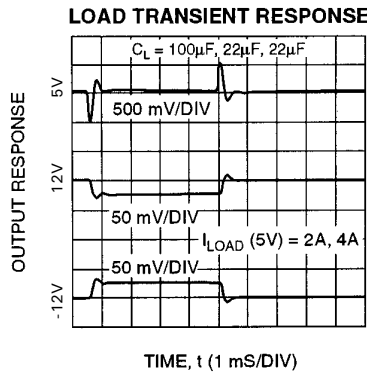 LOAD TRANSIENT RESPONSE
C_L = 100μF, 22μF, 22μF
OUTPUT RESPONSE
5V
500 mV/DIV
12V
50 mV/DIV
I_LOAD (5V) = 2A, 4A
50 mV/DIV
-12V
TIME, t (1 mS/DIV)